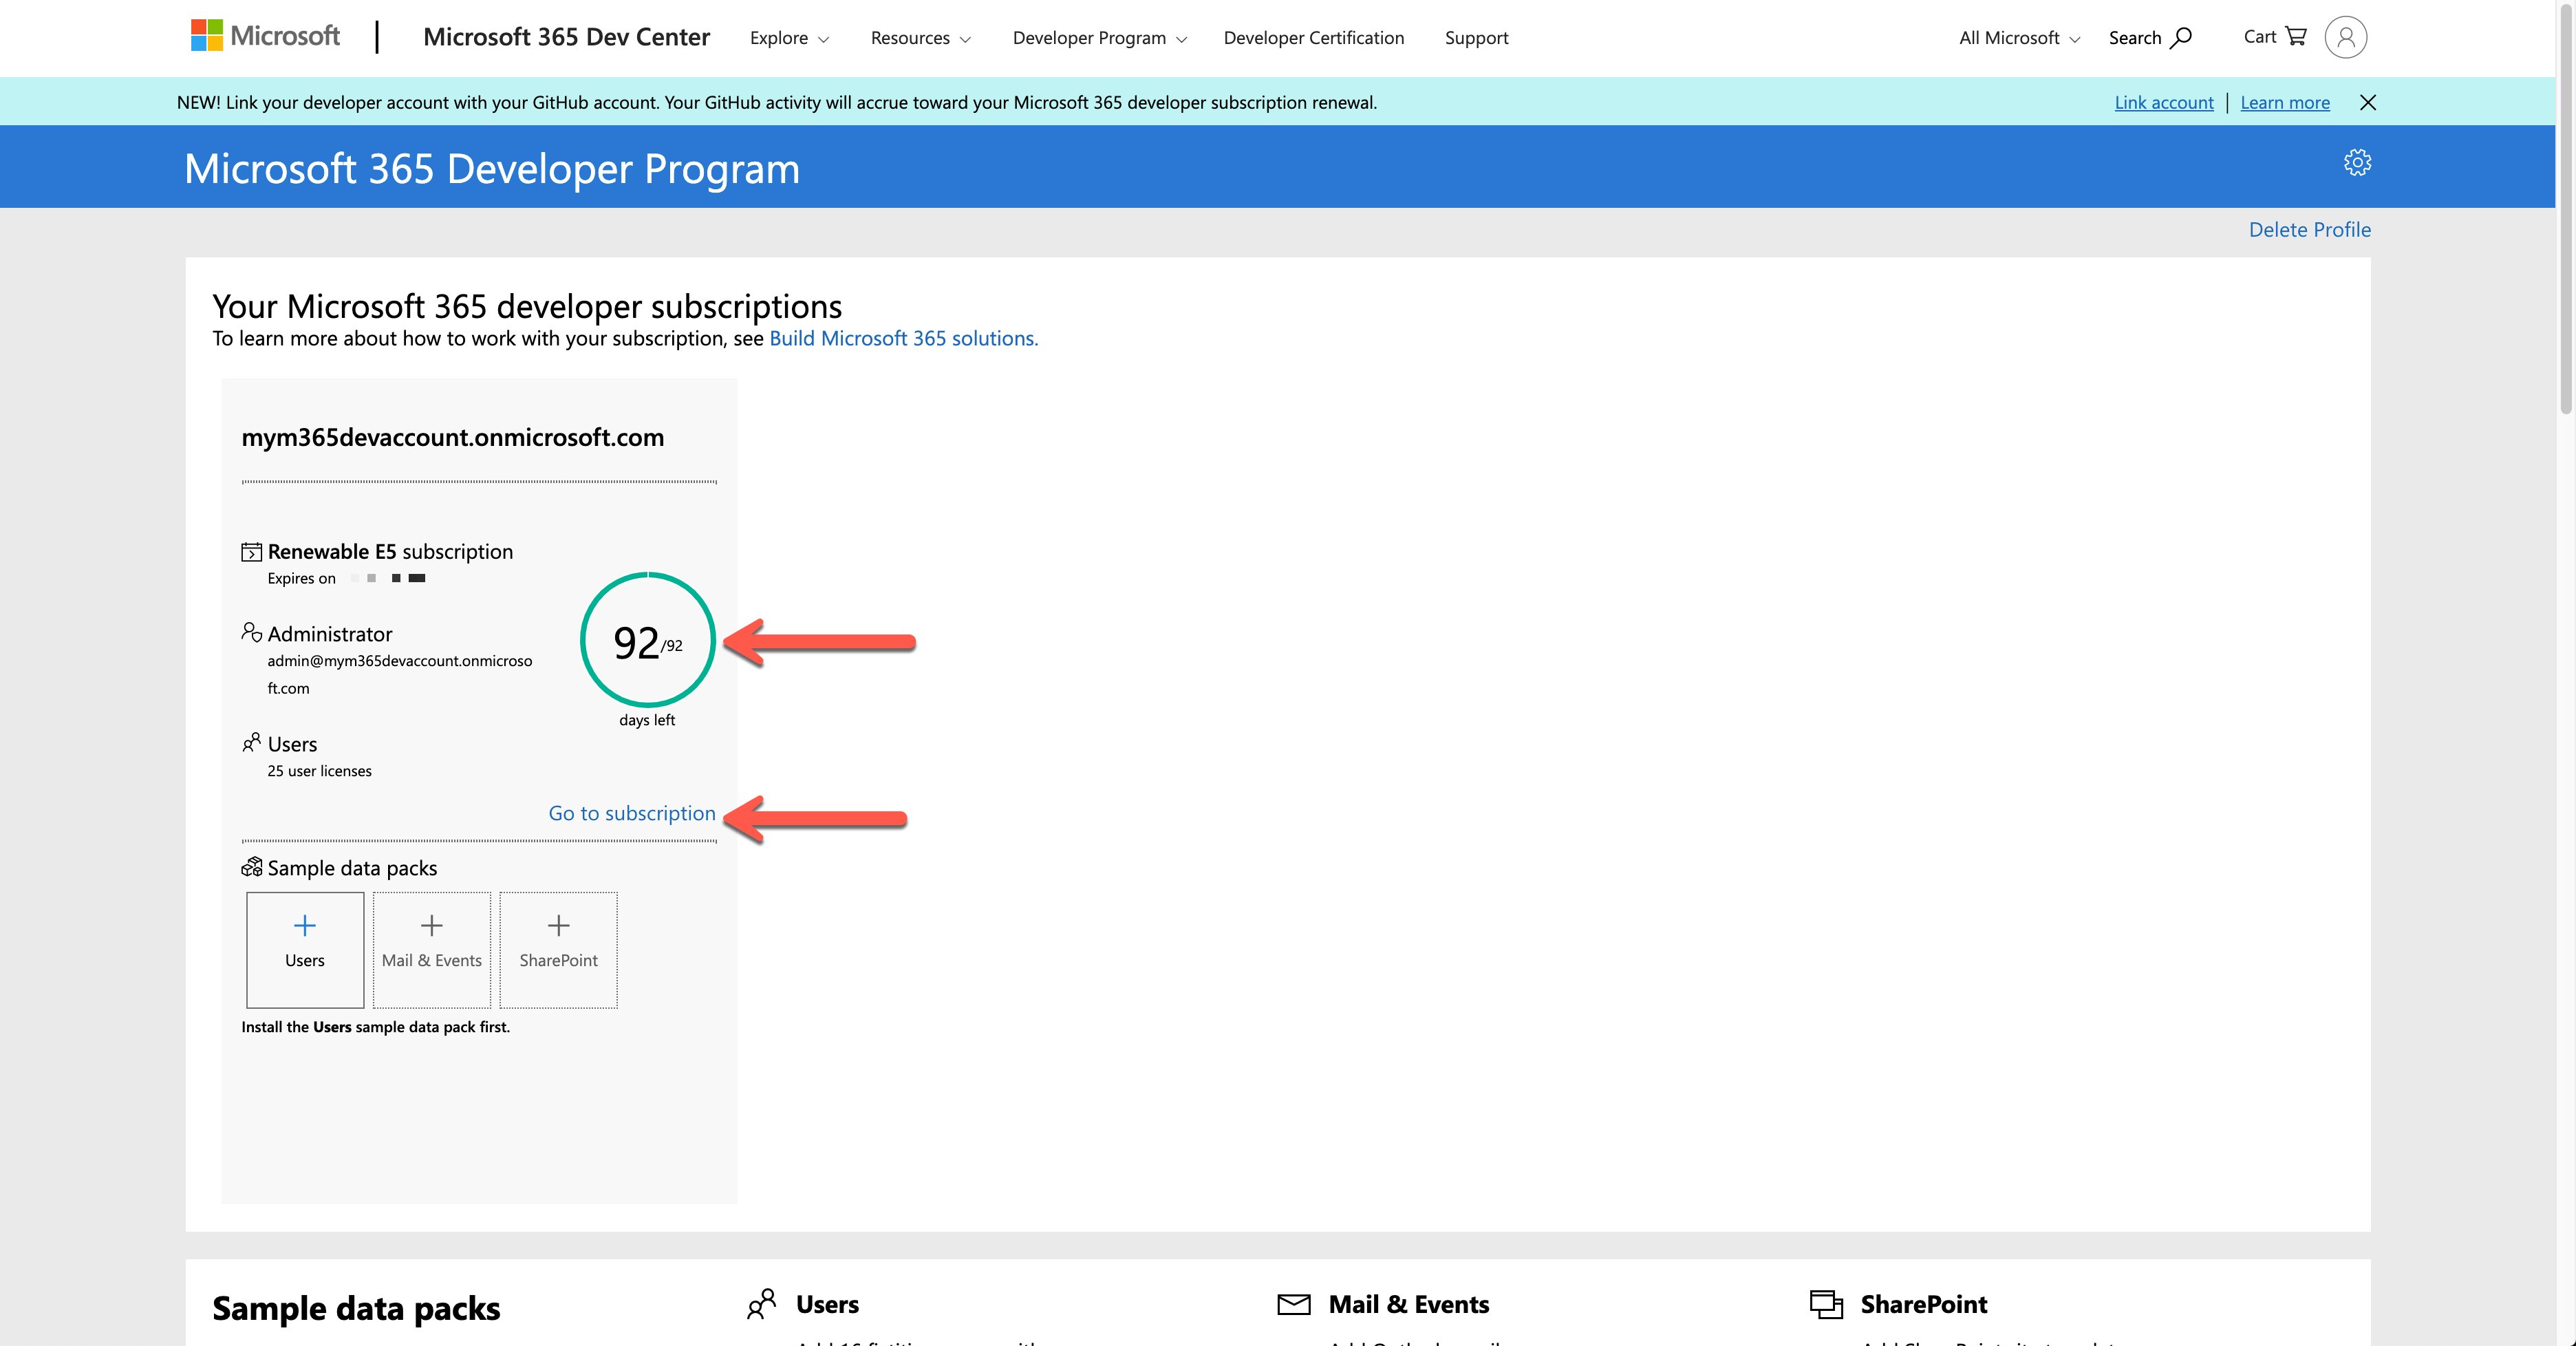 Microsoft
Microsoft 365 Dev Center
Explore
Resources
Developer Program
Developer Certification
Support
All Microsoft
Search
Cart
NEW! Link your developer account with your GitHub account. Your GitHub activity will accrue toward your Microsoft 365 developer subscription renewal.
Link account | Learn more
Microsoft 365 Developer Program
Delete Profile
Your Microsoft 365 developer subscriptions
To learn more about how to work with your subscription, see Build Microsoft 365 solutions.
mym365devaccount.onmicrosoft.com
Renewable E5 subscription
Expires on
Administrator
admin@mym365devaccount.onmicroso
ft.com
92/92
days left
Users
25 user licenses
Go to subscription
Sample data packs
Users
Mail & Events
SharePoint
Install the Users sample data pack first.
Sample data packs
Users
Mail & Events
SharePoint